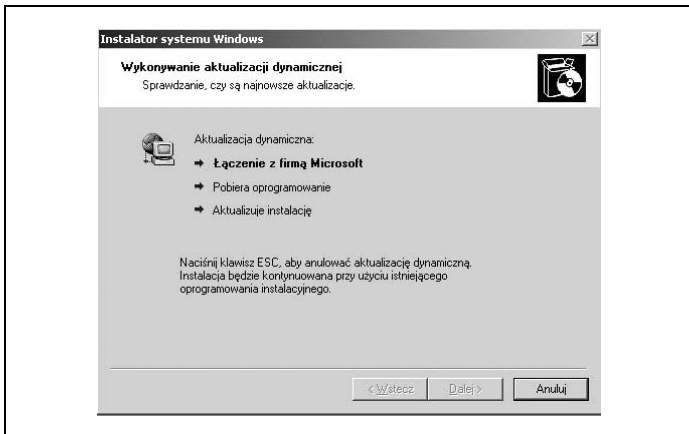 Instalator systemu Windows
Wykonywanie aktualizacji dynamicznej
Sprawdzanie, czy są najnowsze aktualizacje.
Aktualizacja dynamiczna:
Łączenie z firmą Microsoft
Pobiera oprogramowanie
Aktualizuje instalację
Naciśnij klawisz ESC, aby anulować aktualizację dynamiczną.
Instalacja będzie kontynuowana przy użyciu istniejącego
oprogramowania instalacyjnego.
< Wstecz Dalej > Anuluj